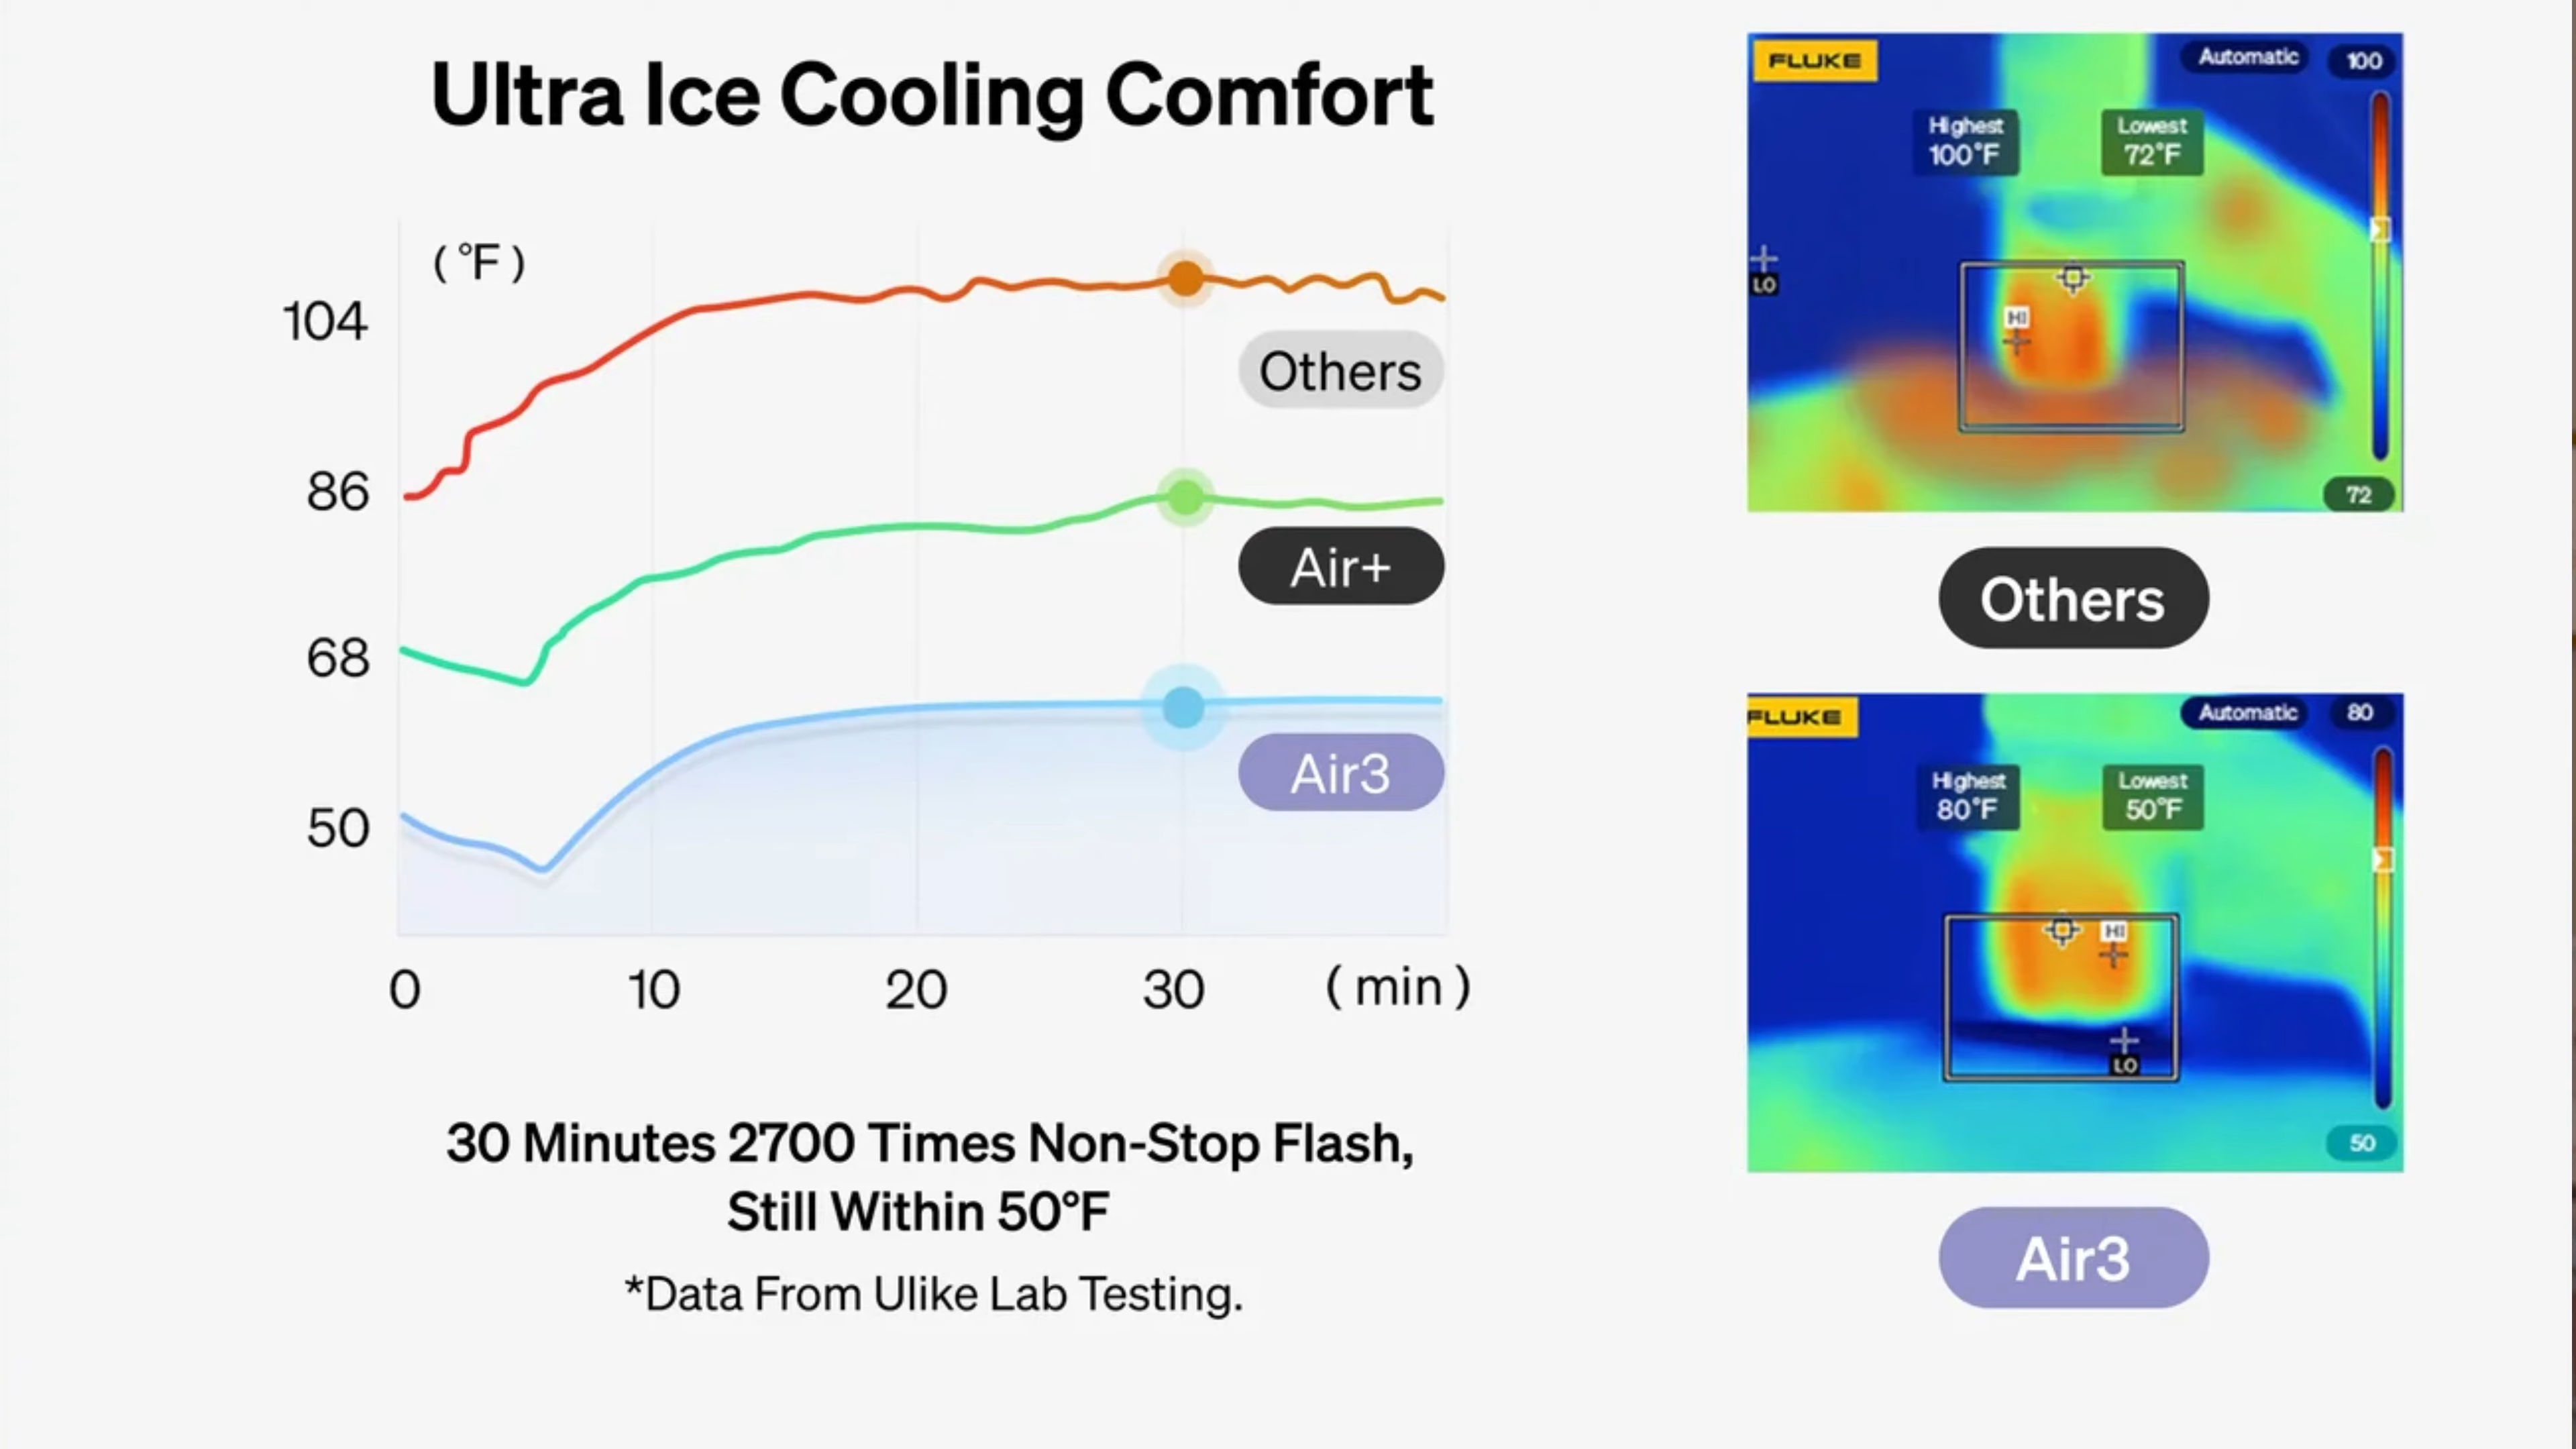 Ultra Ice Cooling Comfort
(°F)
104
86
68
50
Others
Air+
Air3
0 10 20 30 (min)
30 Minutes 2700 Times Non-Stop Flash,
Still Within 50°F
*Data From Ulike Lab Testing.
FLUKE
Automatic 100
Highest
100°F
Lowest
72°F
LO
HI
72
Others
FLUKE
Automatic 80
Highest
80°F
Lowest
50°F
HI
LO
50
Air3